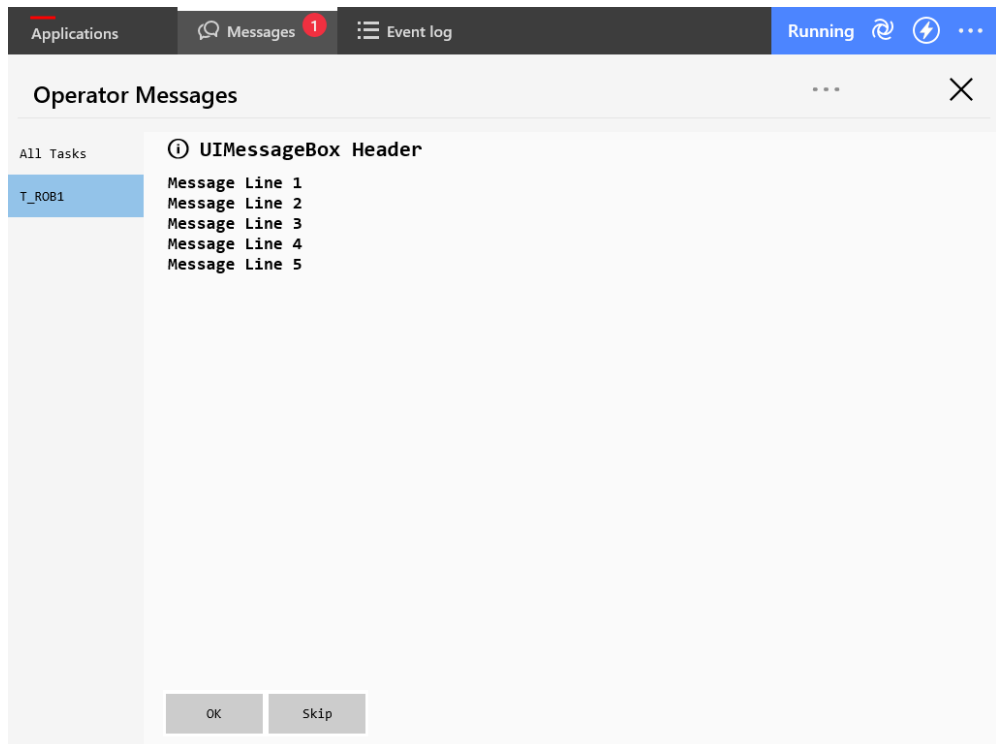 Applications Messages 1 Event log Running
Operator Messages
All Tasks
T_ROB1
UIMessageBox Header
Message Line 1
Message Line 2
Message Line 3
Message Line 4
Message Line 5
OK Skip